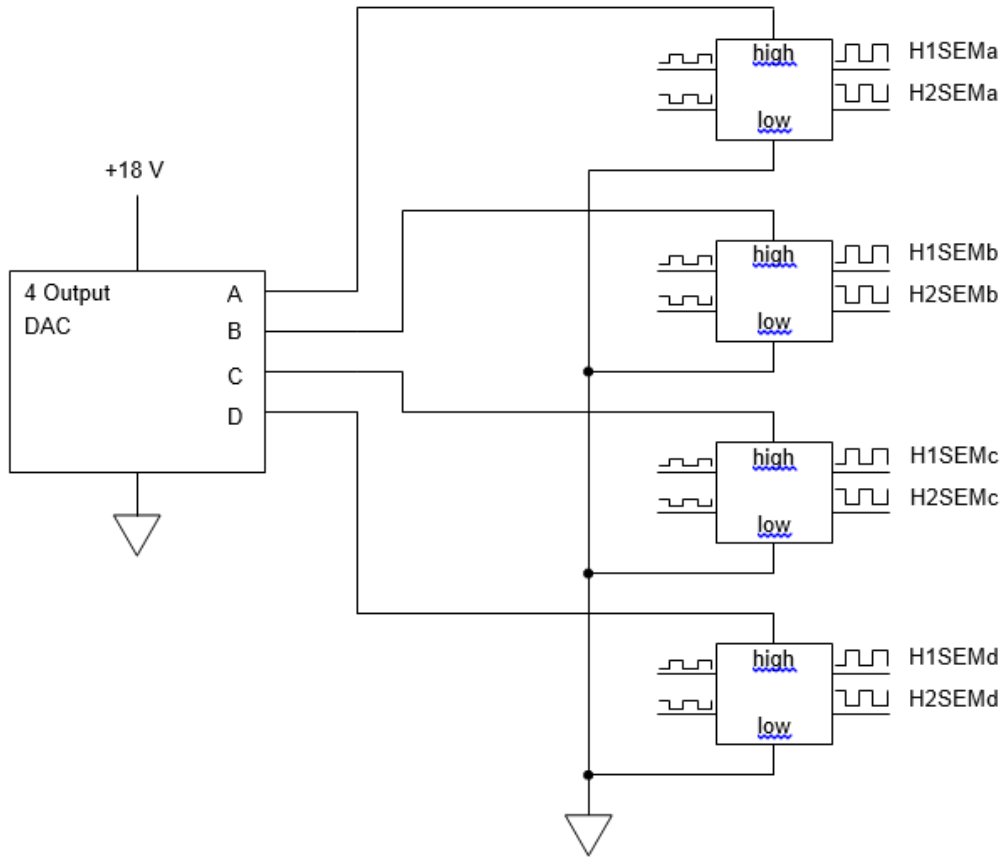 high
H1SEMa
H2SEMa
low
+18 V
high
H1SEMb
H2SEMb
low
4 Output
DAC
A
B
C
D
high
H1SEMc
H2SEMc
low
high
H1SEMd
H2SEMd
low